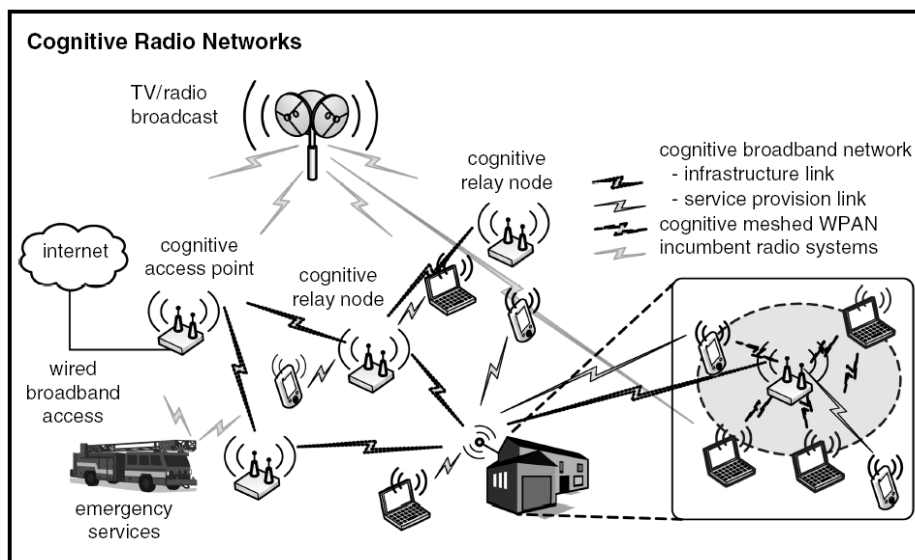 Cognitive Radio Networks
TV/radio
broadcast
cognitive
relay node
cognitive broadband network
- infrastructure link
- service provision link
cognitive meshed WPAN
incumbent radio systems
internet
cognitive
access point
cognitive
relay node
wired
broadband
access
emergency
services